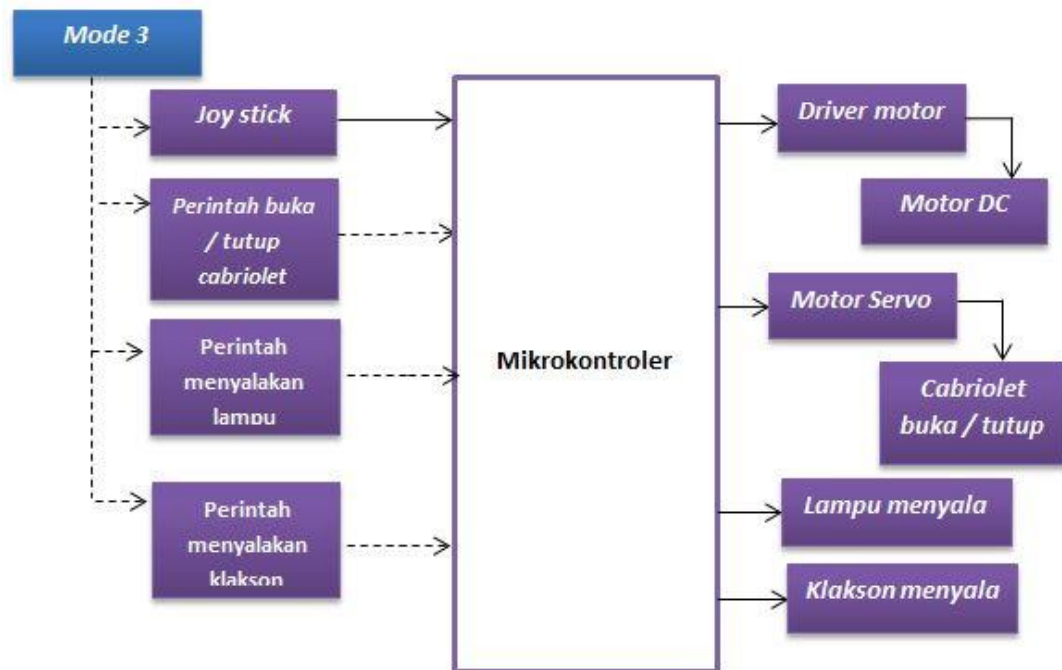 Mode 3
Joy stick
Perintah buka
/ tutup
cabriolet
Perintah
menyalakan
lampu
Perintah
menyalakan
klakson
Mikrokontroler
Driver motor
Motor DC
Motor Servo
Cabriolet
buka / tutup
Lampu menyala
Klakson menyala